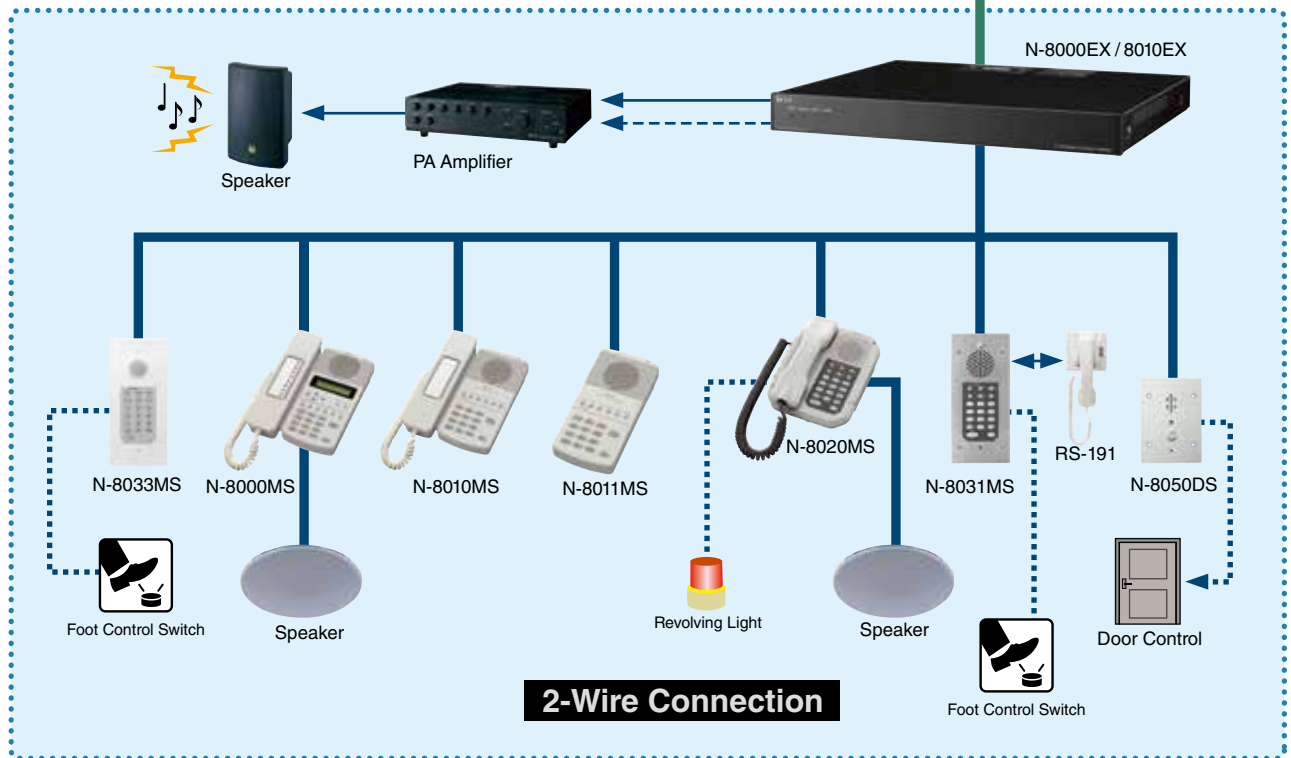 N-8000EX / 8010EX
PA Amplifier
Speaker
N-8033MS
N-8000MS
N-8010MS
N-8011MS
N-8020MS
N-8031MS
RS-191
N-8050DS
Foot Control Switch
Speaker
Revolving Light
Speaker
Door Control
2-Wire Connection
Foot Control Switch